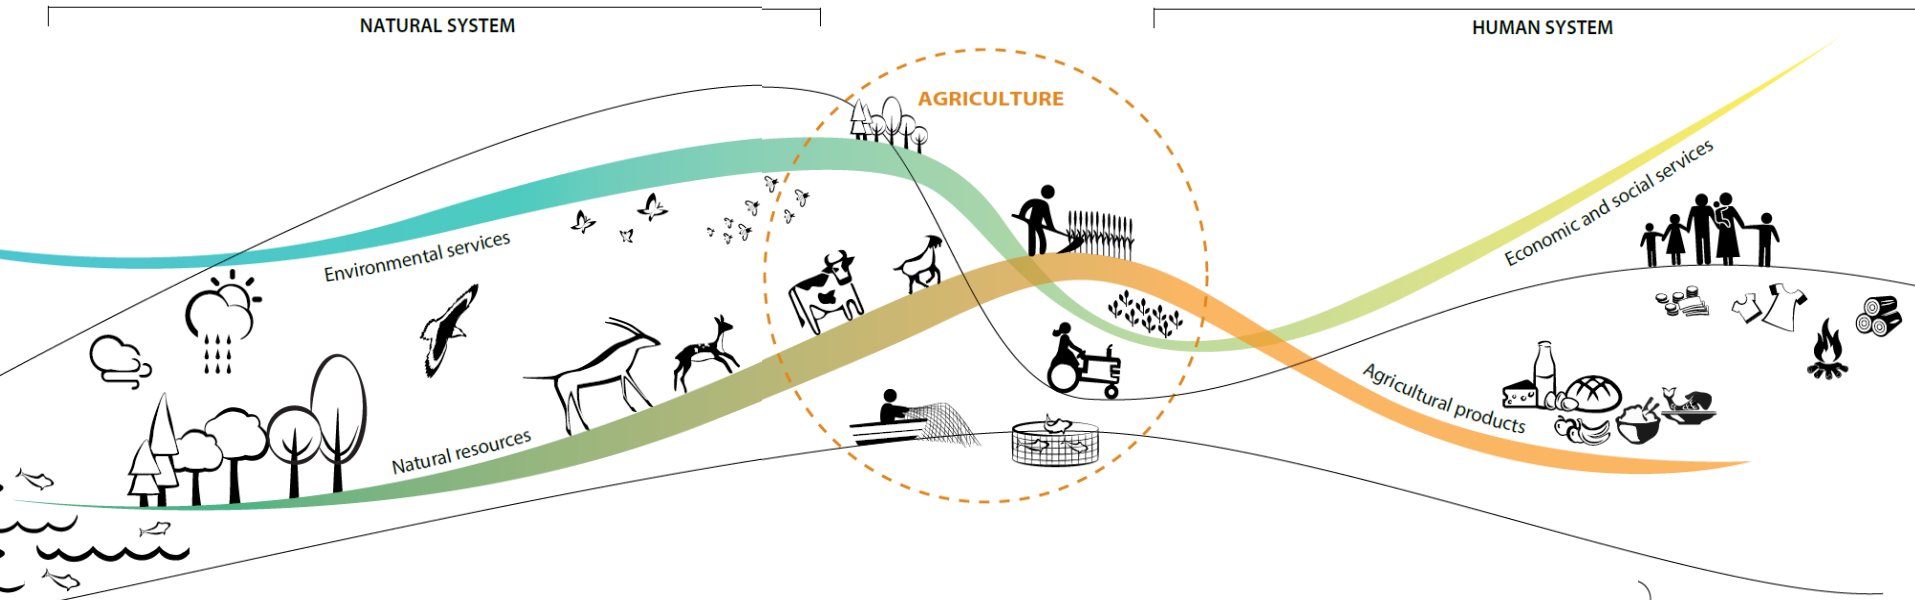 NATURAL SYSTEM
HUMAN SYSTEM
AGRICULTURE
Environmental services
Economic and social services
Natural resources
Agricultural products